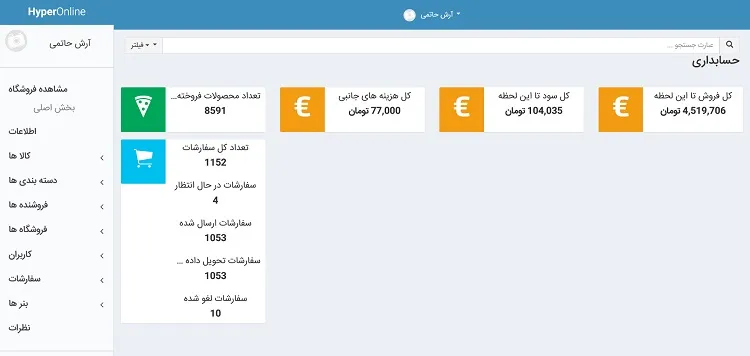 HyperOnline
آرش حاتمی
آرش حاتمی
مشاهده فروشگاه
بخش اصلی
اطلاعات
کالا ها
دسته بندی ها
فروشنده ها
فروشگاه ها
کاربران
سفارشات
بنر ها
نظرات
عبارت جستجو ...
فیلتر
حسابداری
کل فروش تا این لحظه
4,519,706 تومان
کل سود تا این لحظه
104,035 تومان
کل هزینه های جانبی
77,000 تومان
تعداد محصولات فروخته...
8591
تعداد کل سفارشات
1152
سفارشات در حال انتظار
4
سفارشات ارسال شده
1053
سفارشات تحویل داده ...
1053
سفارشات لغو شده
10